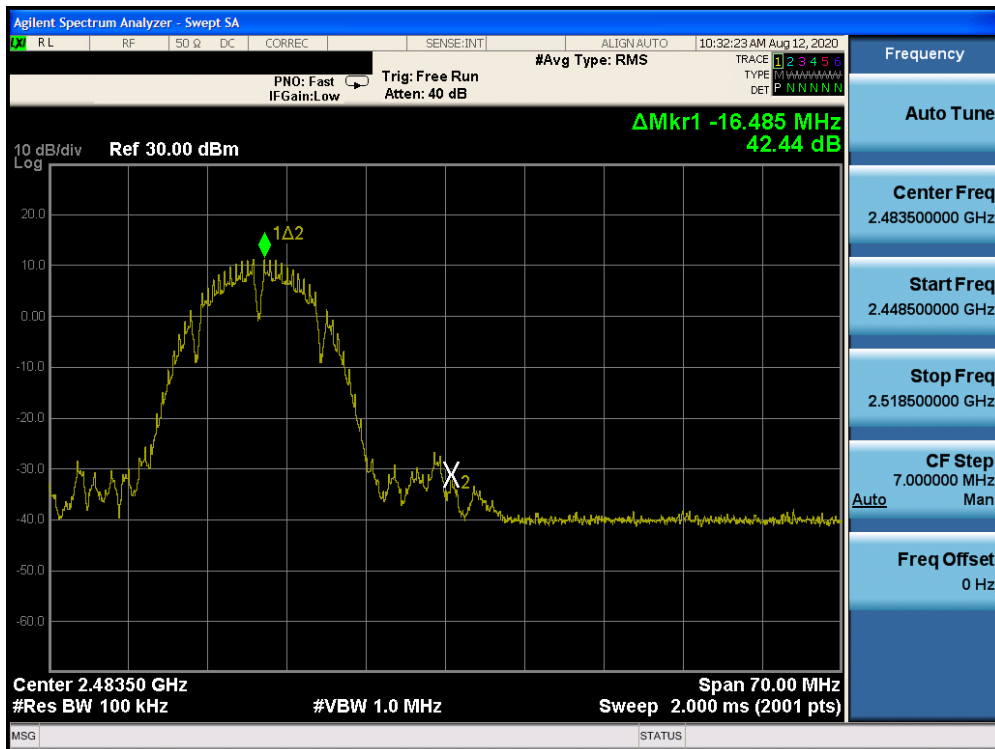 Agilent Spectrum Analyzer - Swept SA
LXI RL RF 50 Ω DC CORREC SENSE:INT ALIGN AUTO 10:32:23 AM Aug 12, 2020
PNO: Fast
IFGain:Low
Trig: Free Run
Atten: 40 dB
#Avg Type: RMS
TRACE 1 2 3 4 5 6
TYPE M
DET P N N N N N
ΔMkr1 -16.485 MHz
42.44 dB
10 dB/div Ref 30.00 dBm
Log
20.0
10.0
0.00
-10.0
-20.0
-30.0
-40.0
-50.0
-60.0
1Δ2
X2
Center 2.48350 GHz Span 70.00 MHz
#Res BW 100 kHz #VBW 1.0 MHz Sweep 2.000 ms (2001 pts)
MSG STATUS
Frequency
Auto Tune
Center Freq
2.483500000 GHz
Start Freq
2.448500000 GHz
Stop Freq
2.518500000 GHz
CF Step
7.000000 MHz
Auto Man
Freq Offset
0 Hz